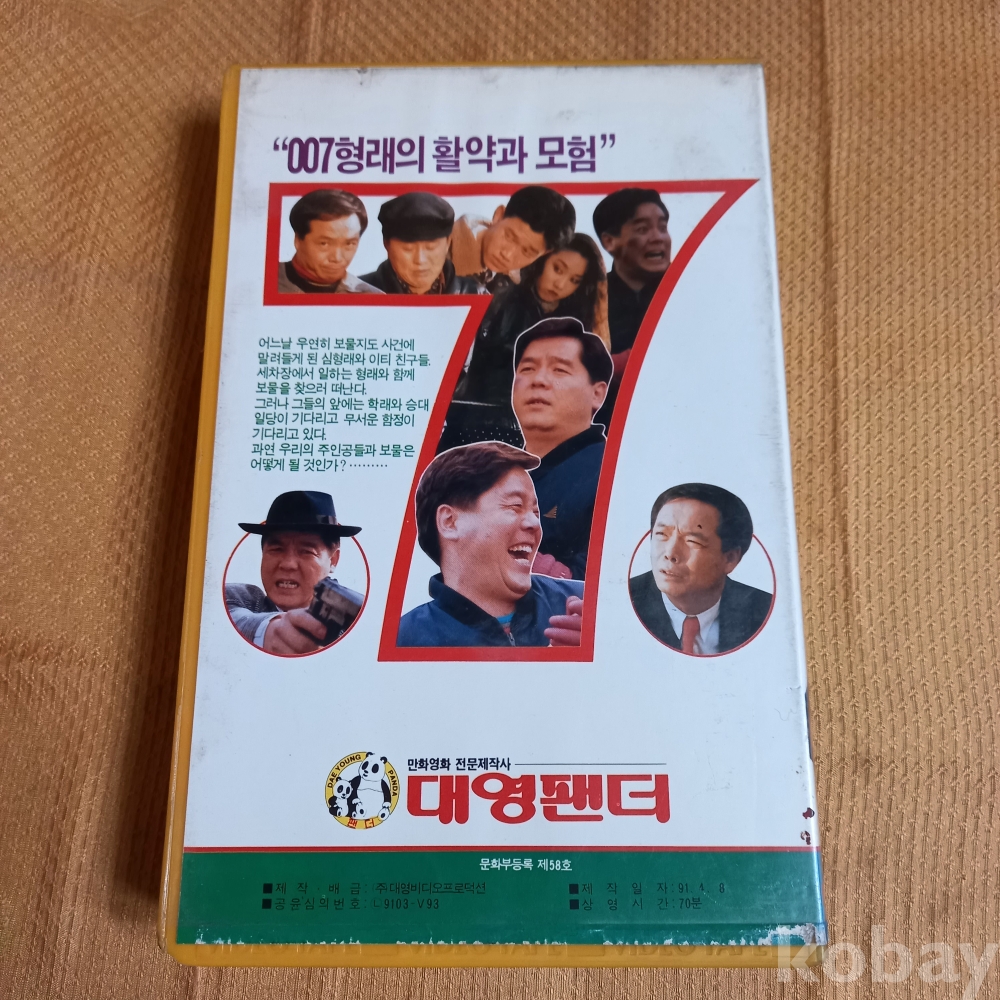 “007형래의 활약과 모험”
어느날 우연히 보물지도 사건에
말려들게 된 심형래와 이티 친구들.
세차장에서 일하는 형래와 함께
보물을 찾으러 떠난다.
그러나 그들의 앞에는 학래와 승대
일당이 기다리고 무서운 함정이
기다리고 있다.
과연 우리의 주인공들과 보물은
어떻게 될 것인가?·········
DAE YOUNG PANDA
판다
만화영화 전문제작사
대영팬더
문화부등록 제58호
■제작·배급: ㈜대영비디오프로덕션
■제작일자: 91. 4. 8
■공윤심의번호: ㄴ9103-V93
■상영시간: 70분
kobay